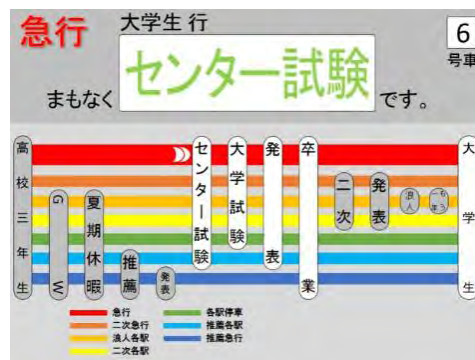 急行
大学生 行
6
号車
まもなく
センター試験
です。
高校三年生
GW
夏期休暇
推薦
発表
センター試験
大学試験
発表
卒業
二次
発表
浪人
もう一年
大学生
急行
二次急行
浪人各駅
二次各駅
各駅停車
推薦各駅
推薦急行